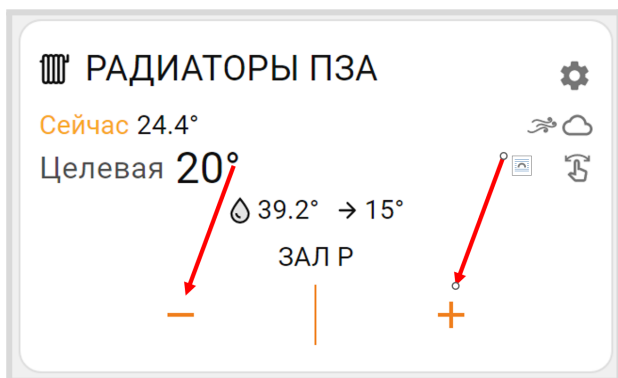 РАДИАТОРЫ ПЗА
Сейчас 24.4°
Целевая 20°
39.2° → 15°
ЗАЛ Р
− +